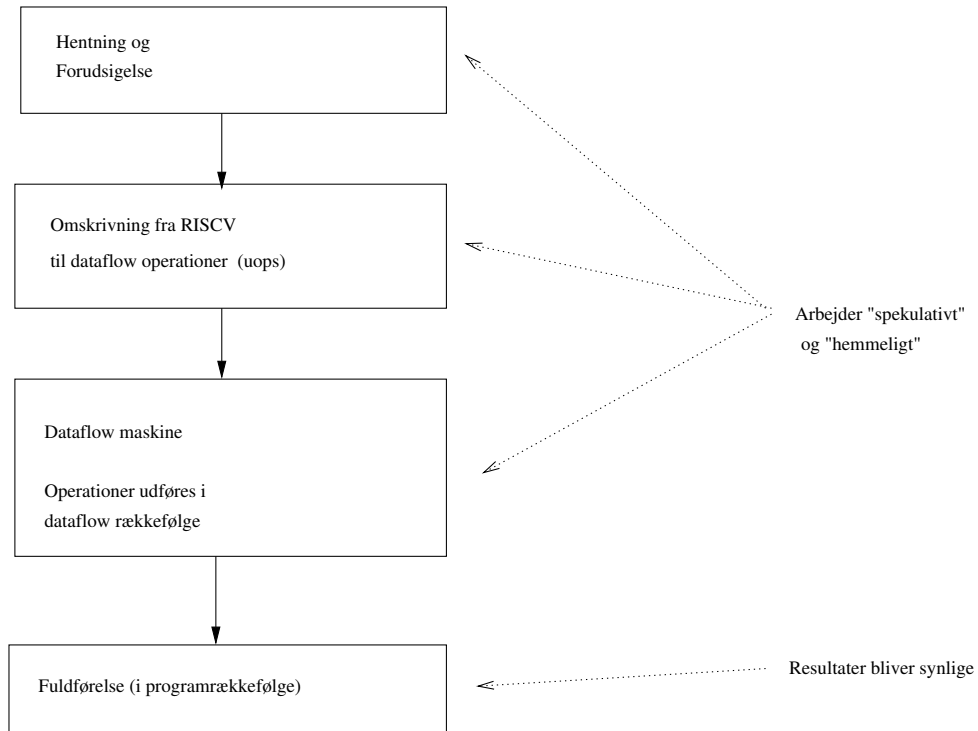 Hentning og
Forudsigelse
Omskrivning fra RISCV
til dataflow operationer (uops)
Arbejder "spekulativt"
og "hemmeligt"
Dataflow maskine
Operationer udføres i
dataflow rækkefølge
Fuldførelse (i programrækkefølge)
Resultater bliver synlige